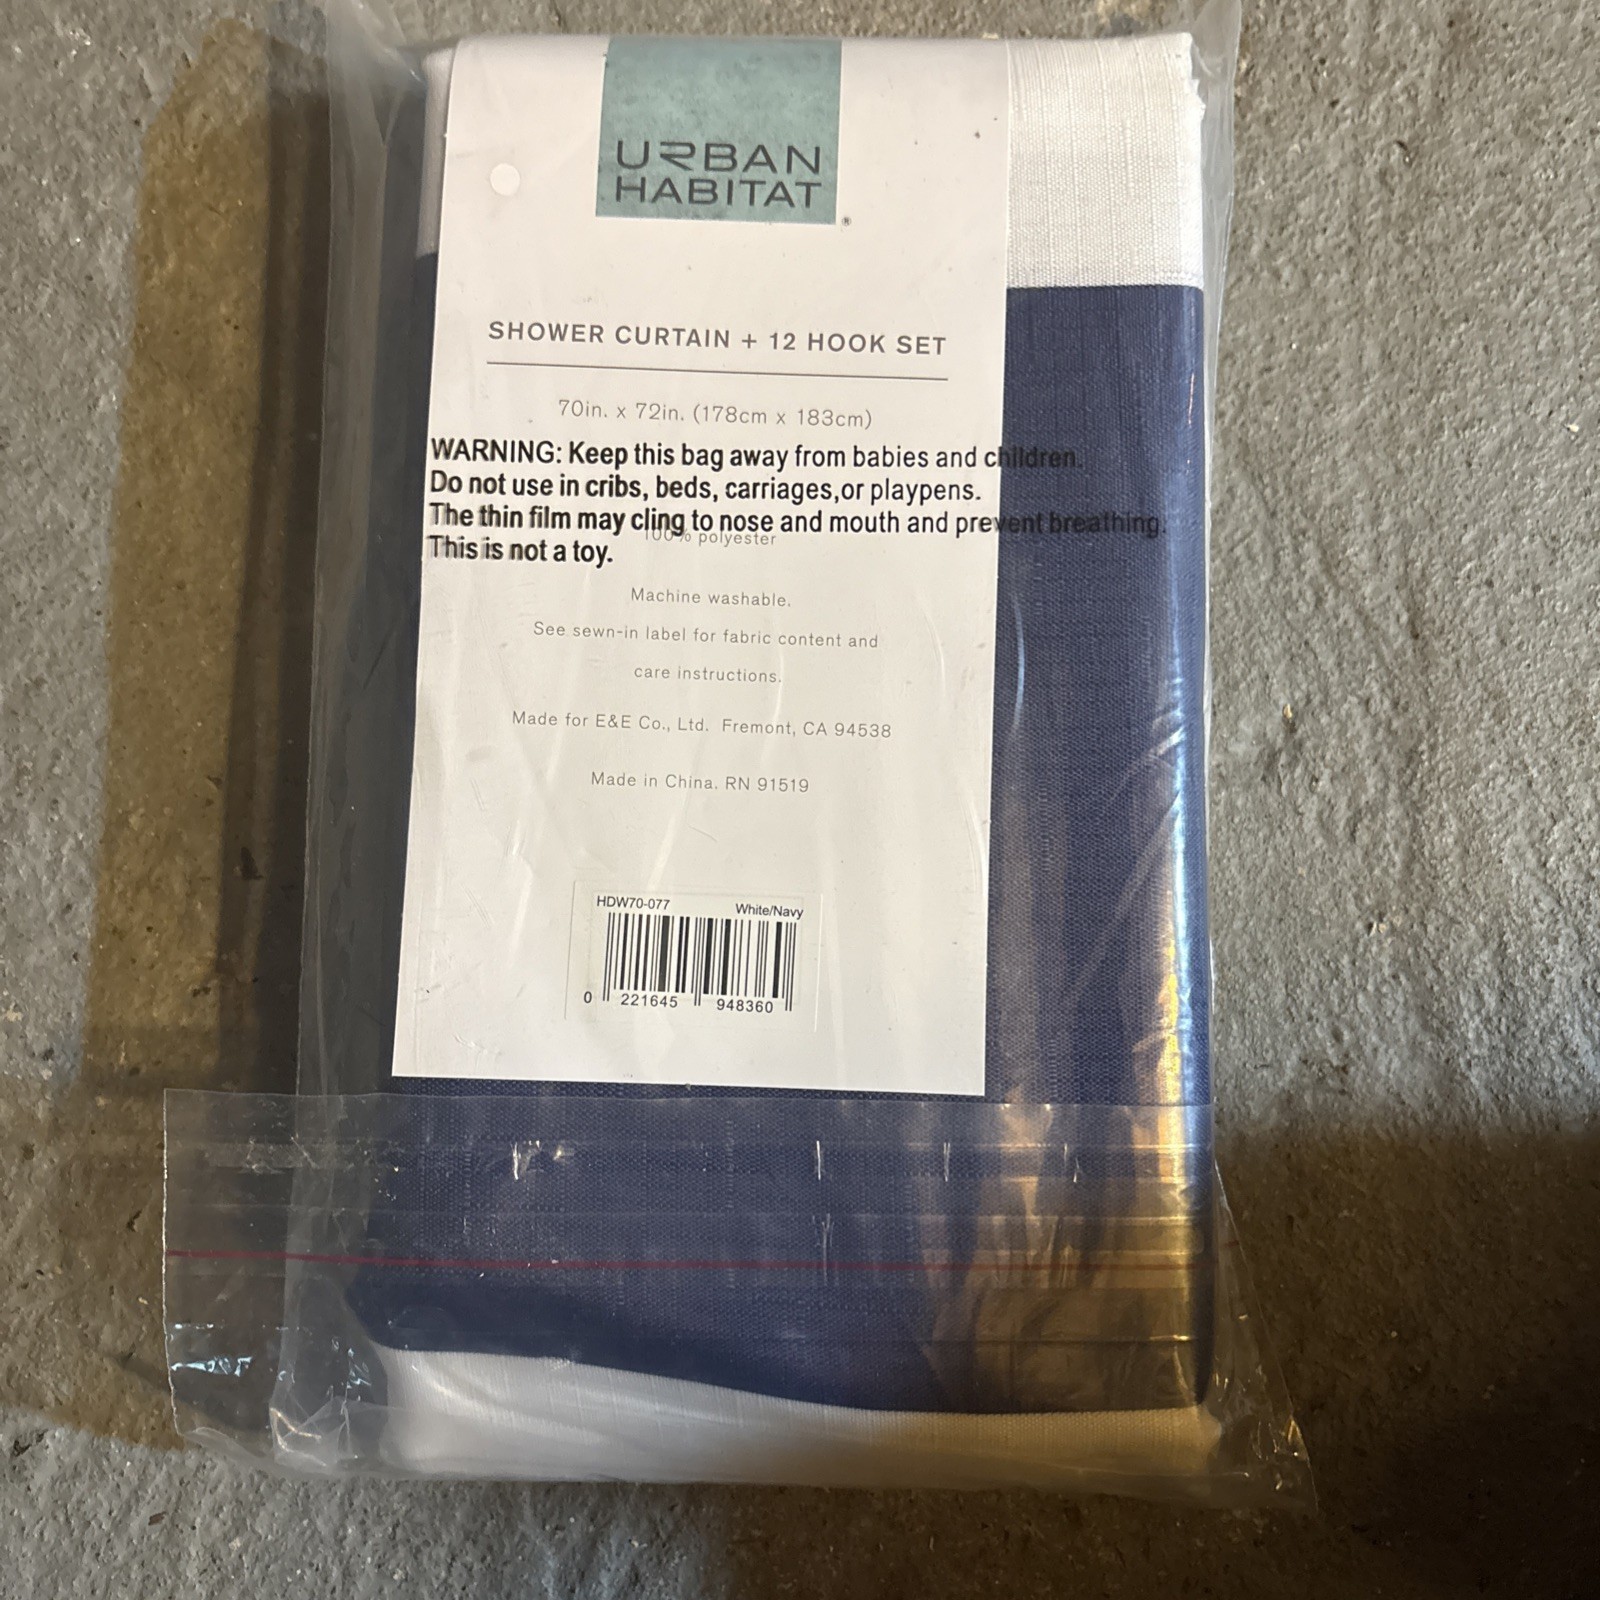 URBAN
HABITAT
®
SHOWER CURTAIN + 12 HOOK SET
70in. x 72in. (178cm x 183cm)
WARNING: Keep this bag away from babies and children.
Do not use in cribs, beds, carriages,or playpens.
The thin film may cling to nose and mouth and prevent breathing.
100% polyester
This is not a toy.
Machine washable.
See sewn-in label for fabric content and
care instructions.
Made for E&E Co., Ltd. Fremont, CA 94538
Made in China. RN 91519
HDW70-077 White/Navy
0 221645 948360